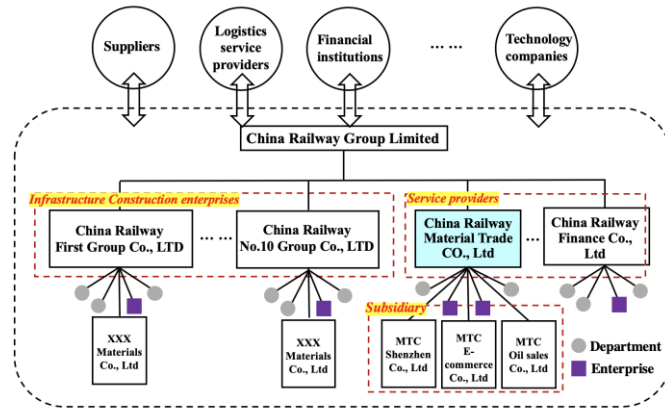 Suppliers
Logistics
service
providers
Financial
institutions
... ...
Technology
companies
China Railway Group Limited
Infrastructure Construction enterprises
Service providers
China Railway
First Group Co., LTD
... ...
China Railway
No.10 Group Co., LTD
China Railway
Material Trade
CO., Ltd
...
China Railway
Finance Co.,
Ltd
Subsidiary
XXX
Materials
Co., Ltd
XXX
Materials
Co., Ltd
MTC
Shenzhen
Co., Ltd
MTC
E-
commerce
Co., Ltd
MTC
Oil sales
Co., Ltd
Department
Enterprise